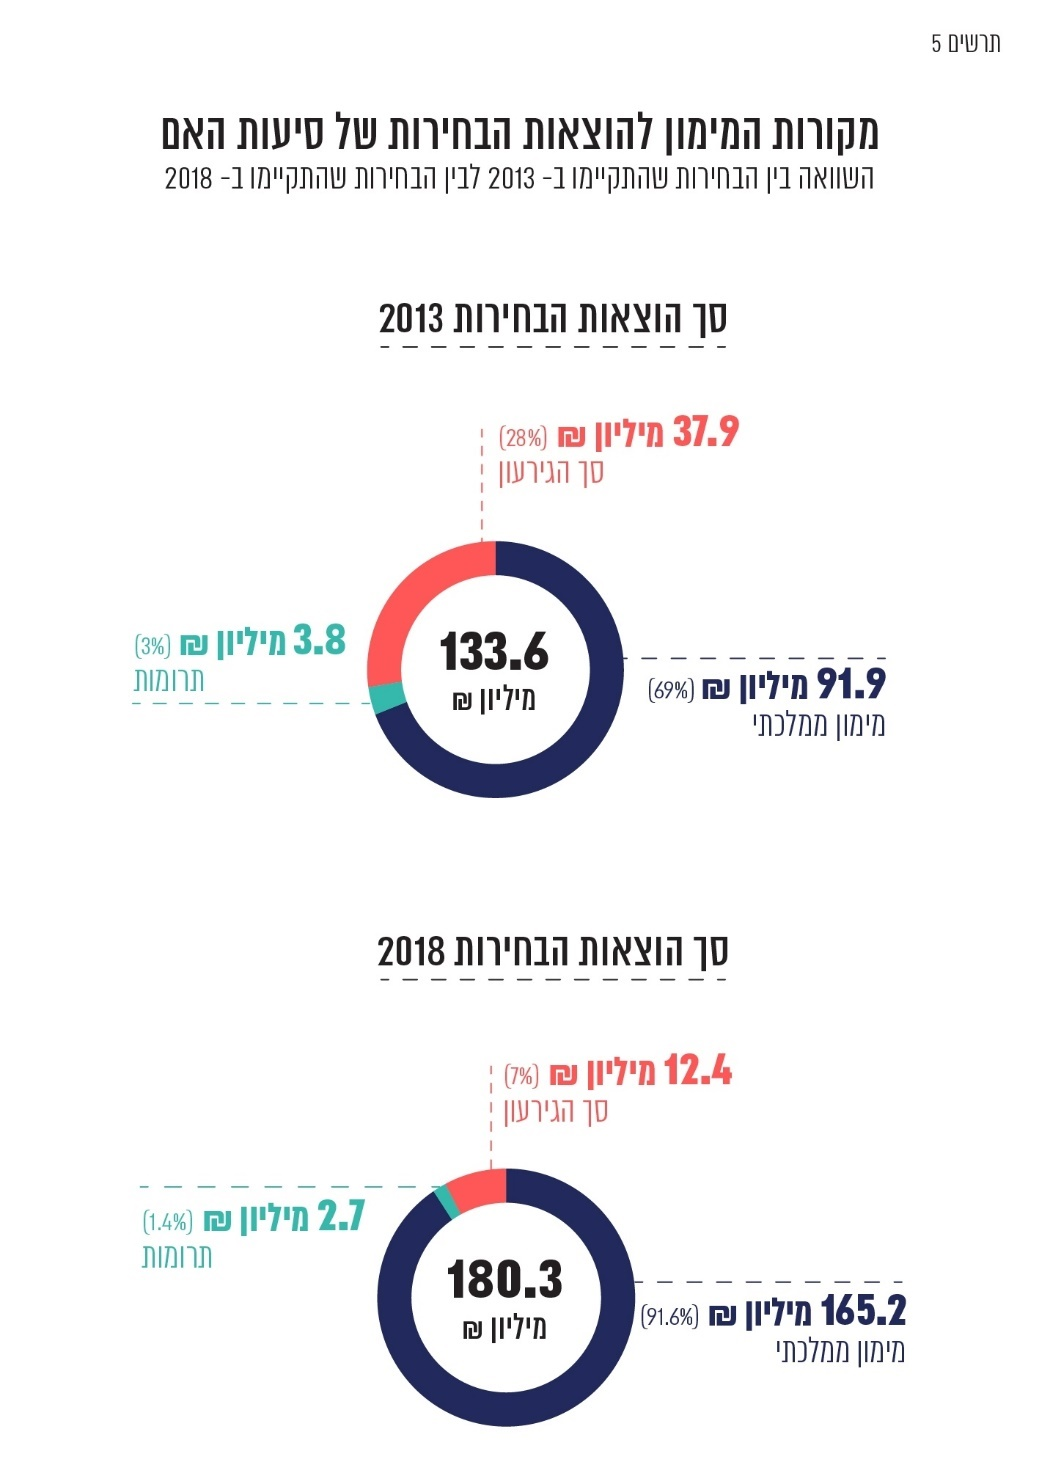 תרשים 5
מקורות המימון להוצאות הבחירות של סיעות האם
השוואה בין הבחירות שהתקיימו ב- 2013 לבין הבחירות שהתקיימו ב- 2018
סך הוצאות הבחירות 2013
37.9 מיליון ₪ (28%)
סך הגירעון
3.8 מיליון ₪ (3%)
תרומות
133.6
מיליון ₪
91.9 מיליון ₪ (69%)
מימון ממלכתי
סך הוצאות הבחירות 2018
12.4 מיליון ₪ (7%)
סך הגירעון
2.7 מיליון ₪ (1.4%)
תרומות
180.3
מיליון ₪
165.2 מיליון ₪ (91.6%)
מימון ממלכתי